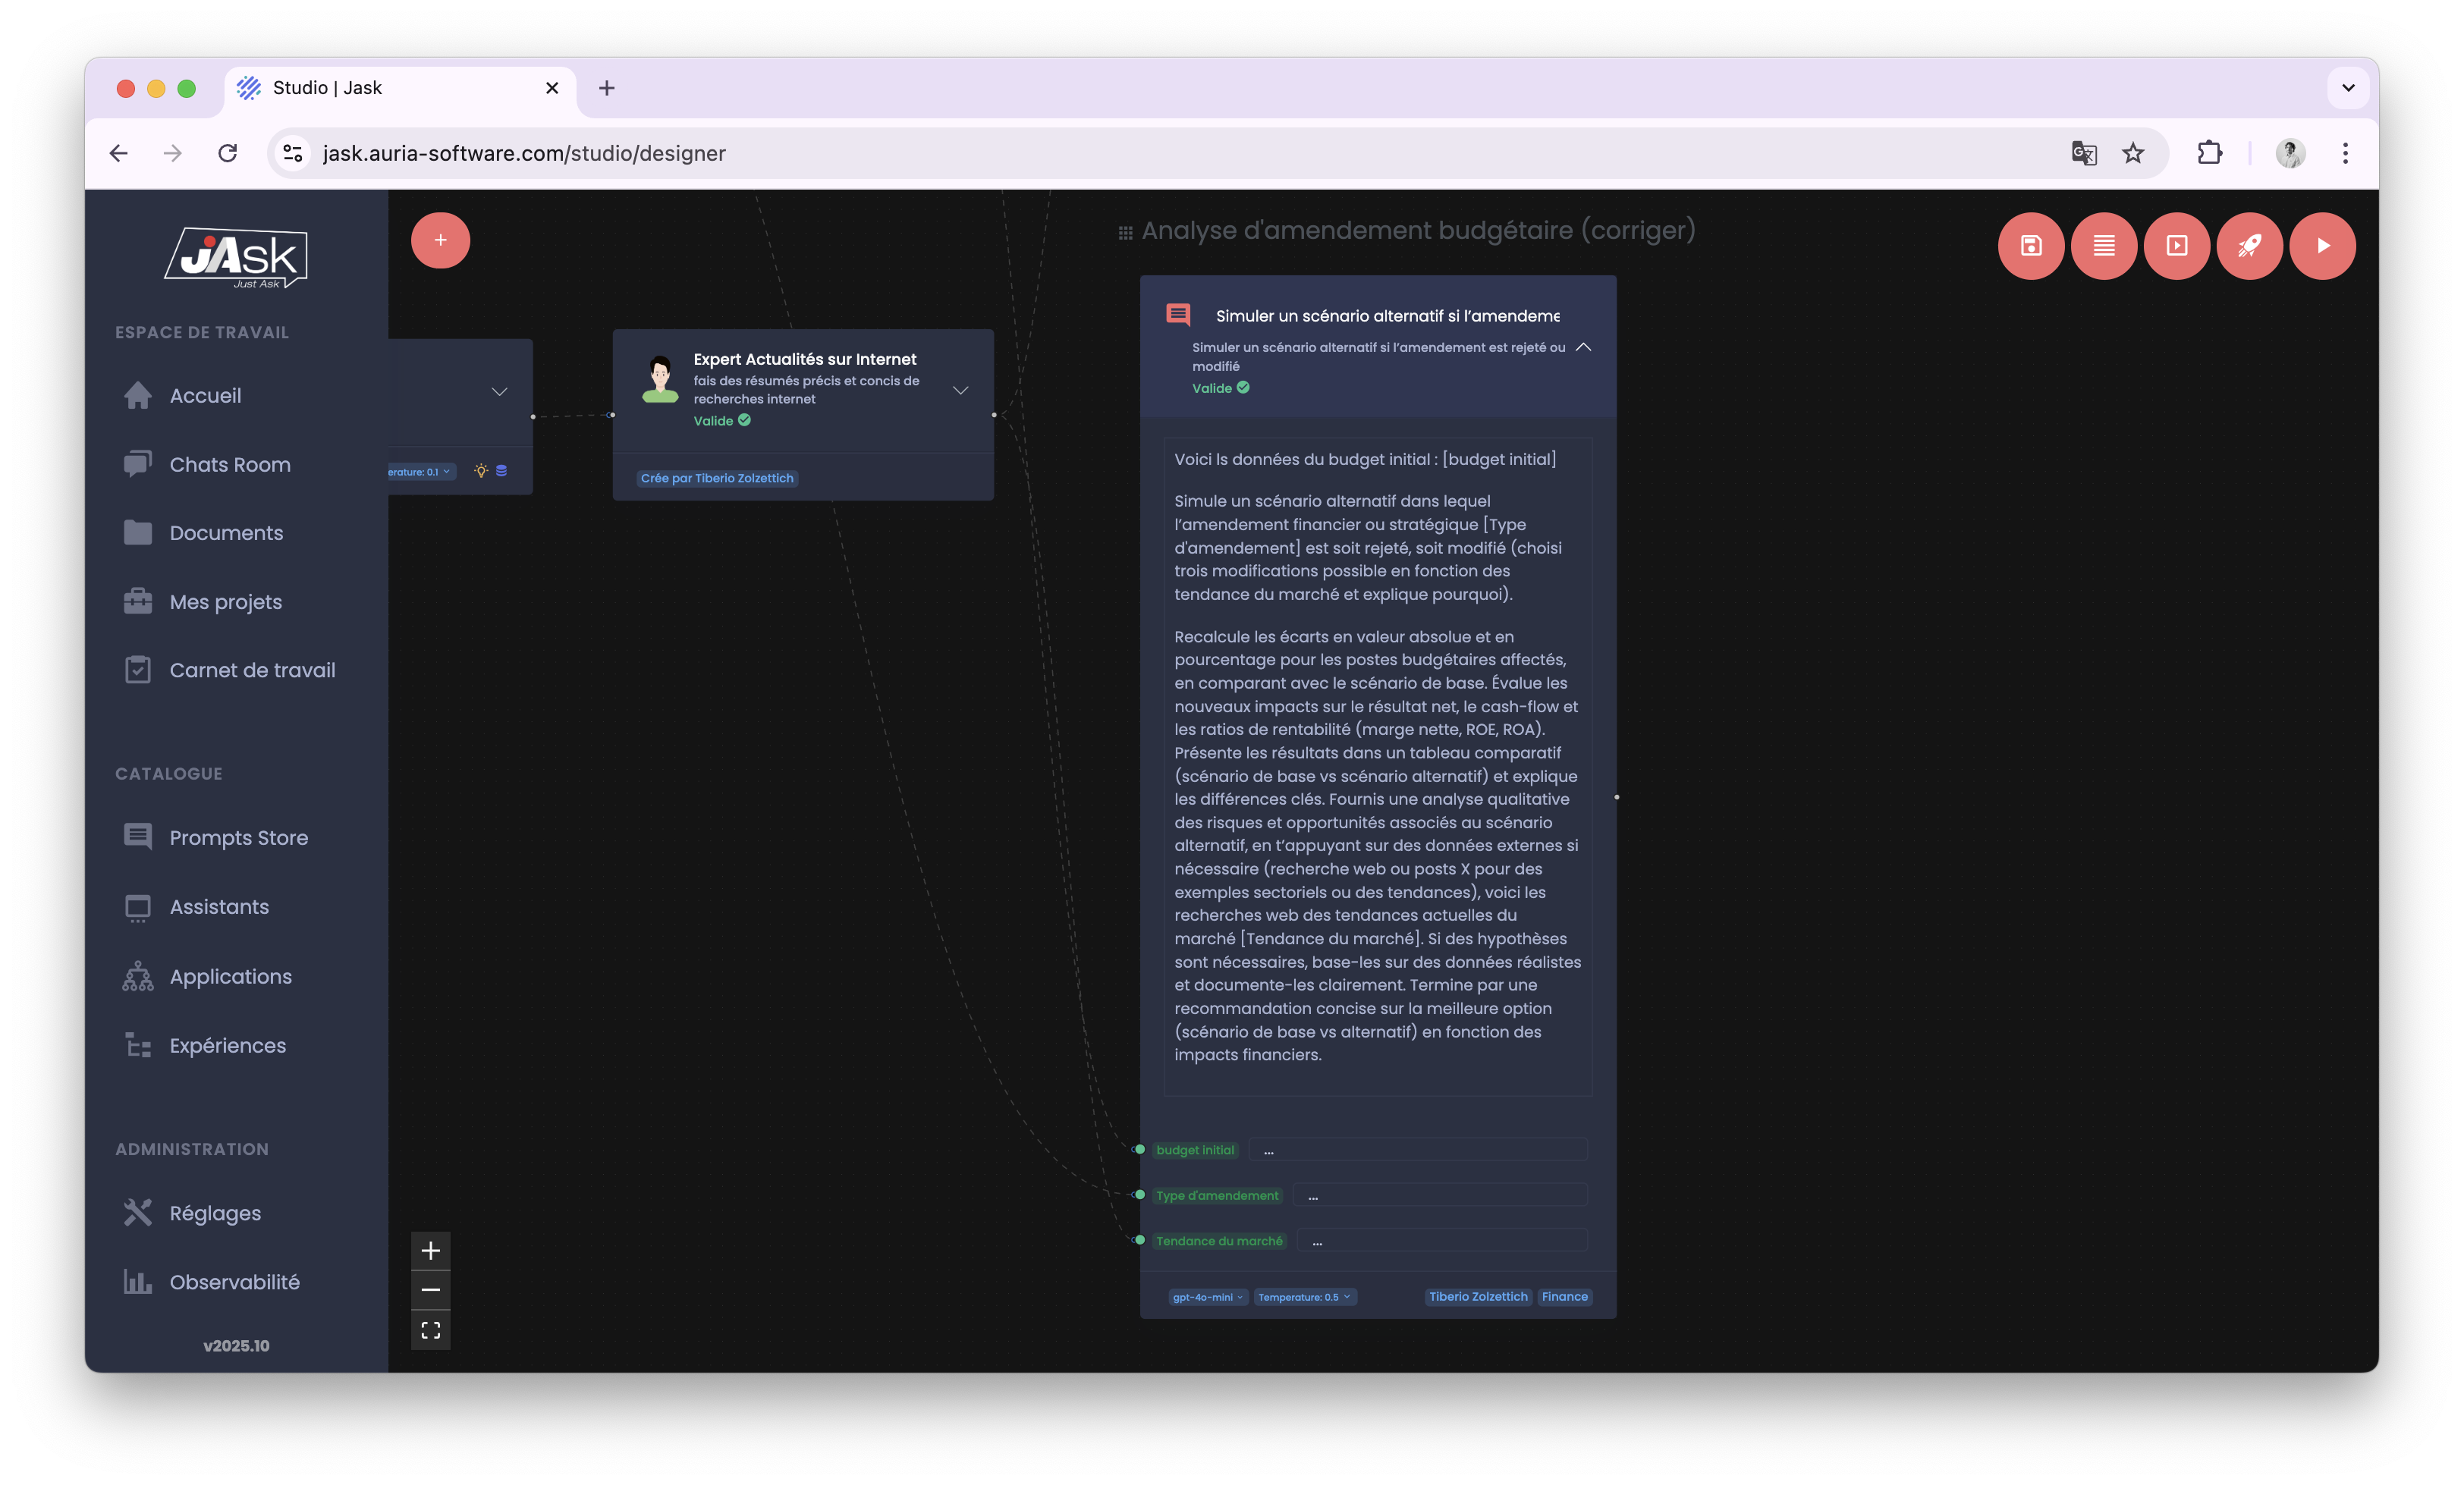 Studio | Jask
jask.auria-software.com/studio/designer
jAsk
Just Ask
ESPACE DE TRAVAIL
Accueil
Chats Room
Documents
Mes projets
Carnet de travail
CATALOGUE
Prompts Store
Assistants
Applications
Expériences
ADMINISTRATION
Réglages
Observabilité
v2025.10
erature: 0.1
Expert Actualités sur Internet
fais des résumés précis et concis de
recherches internet
Valide
Crée par Tiberio Zolzettich
Analyse d'amendement budgétaire (corriger)
Simuler un scénario alternatif si l’amendeme
Simuler un scénario alternatif si l’amendement est rejeté ou
modifié
Valide
Voici ls données du budget initial : [budget initial]
Simule un scénario alternatif dans lequel
l’amendement financier ou stratégique [Type
d'amendement] est soit rejeté, soit modifié (choisi
trois modifications possible en fonction des
tendance du marché et explique pourquoi).
Recalcule les écarts en valeur absolue et en
pourcentage pour les postes budgétaires affectés,
en comparant avec le scénario de base. Évalue les
nouveaux impacts sur le résultat net, le cash-flow et
les ratios de rentabilité (marge nette, ROE, ROA).
Présente les résultats dans un tableau comparatif
(scénario de base vs scénario alternatif) et explique
les différences clés. Fournis une analyse qualitative
des risques et opportunités associés au scénario
alternatif, en t’appuyant sur des données externes si
nécessaire (recherche web ou posts X pour des
exemples sectoriels ou des tendances), voici les
recherches web des tendances actuelles du
marché [Tendance du marché]. Si des hypothèses
sont nécessaires, base-les sur des données réalistes
et documente-les clairement. Termine par une
recommandation concise sur la meilleure option
(scénario de base vs alternatif) en fonction des
impacts financiers.
budget initial ...
Type d'amendement ...
Tendance du marché ...
gpt-4o-mini Temperature: 0.5 Tiberio Zolzettich Finance